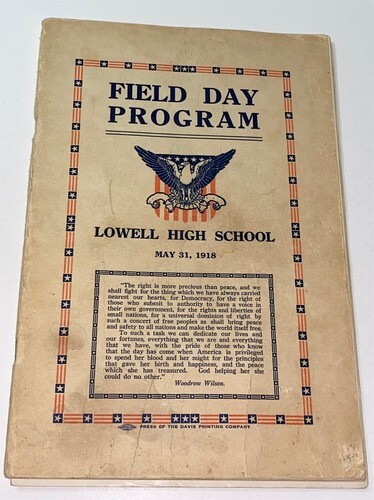 FIELD DAY
PROGRAM
LOWELL HIGH SCHOOL
MAY 31, 1918
"The right is more precious than peace, and we
shall fight for the thing which we have always carried
nearest our hearts, for Democracy, for the right of
those who submit to authority to have a voice in
their own government, for the rights and liberties of
small nations, for a universal dominion of right by
such a concert of free peoples as shall bring peace
and safety to all nations and make the world itself free.
To such a task we can dedicate our lives and
our fortunes, everything that we are and everything
that we have, with the pride of those who know
that the day has come when America is privileged
to spend her blood and her might for the principles
that gave her birth and happiness, and the peace
which she has treasured. God helping her she
could do no other."
Woodrow Wilson.
PRESS OF THE DAVIS PRINTING COMPANY.